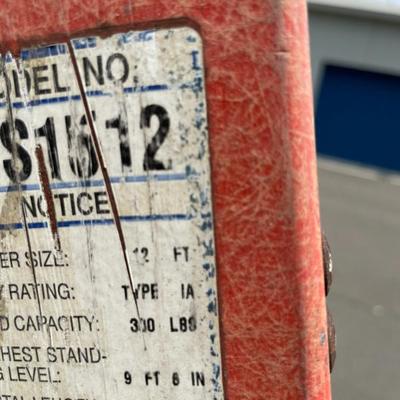 ODEL NO.
S1512
NOTICE
ER SIZE: 12 FT
Y RATING: TYPE IA
D CAPACITY: 300 LBS
HEST STAND-
G LEVEL: 9 FT 6 IN